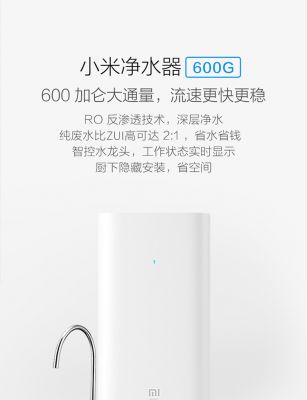 小米净水器 600G
600 加仑大通量，流速更快更稳
RO 反渗透技术，深层净水
纯废水比ZUI高可达 2:1 ，省水省钱
智控水龙头，工作状态实时显示
厨下隐藏安装，省空间
mi